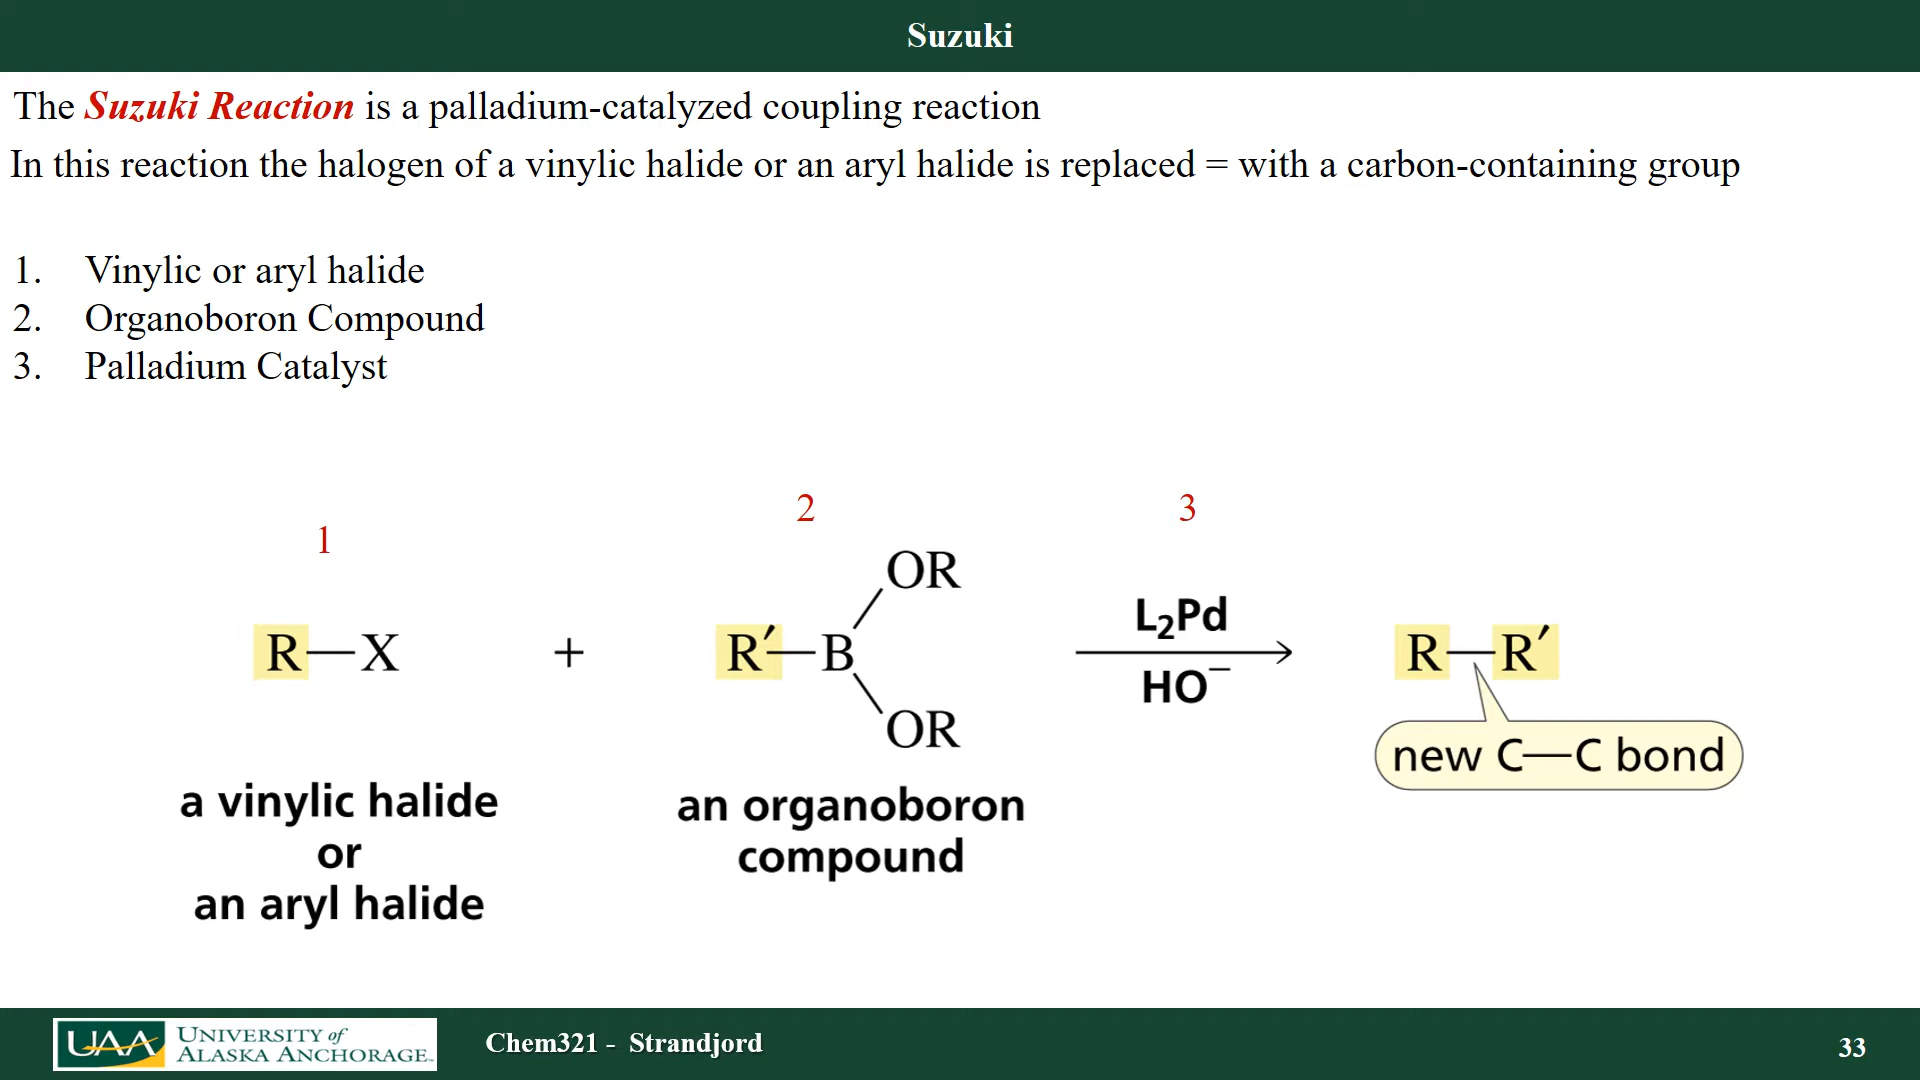 Suzuki
The Suzuki Reaction is a palladium-catalyzed coupling reaction
In this reaction the halogen of a vinylic halide or an aryl halide is replaced = with a carbon-containing group
1. Vinylic or aryl halide
2. Organoboron Compound
3. Palladium Catalyst
1
2
3
R—X
+
R′—B
OR
OR
L₂Pd
HO⁻
R—R′
new C—C bond
a vinylic halide
or
an aryl halide
an organoboron
compound
UAA
UNIVERSITY of
ALASKA ANCHORAGE
Chem321 - Strandjord
33